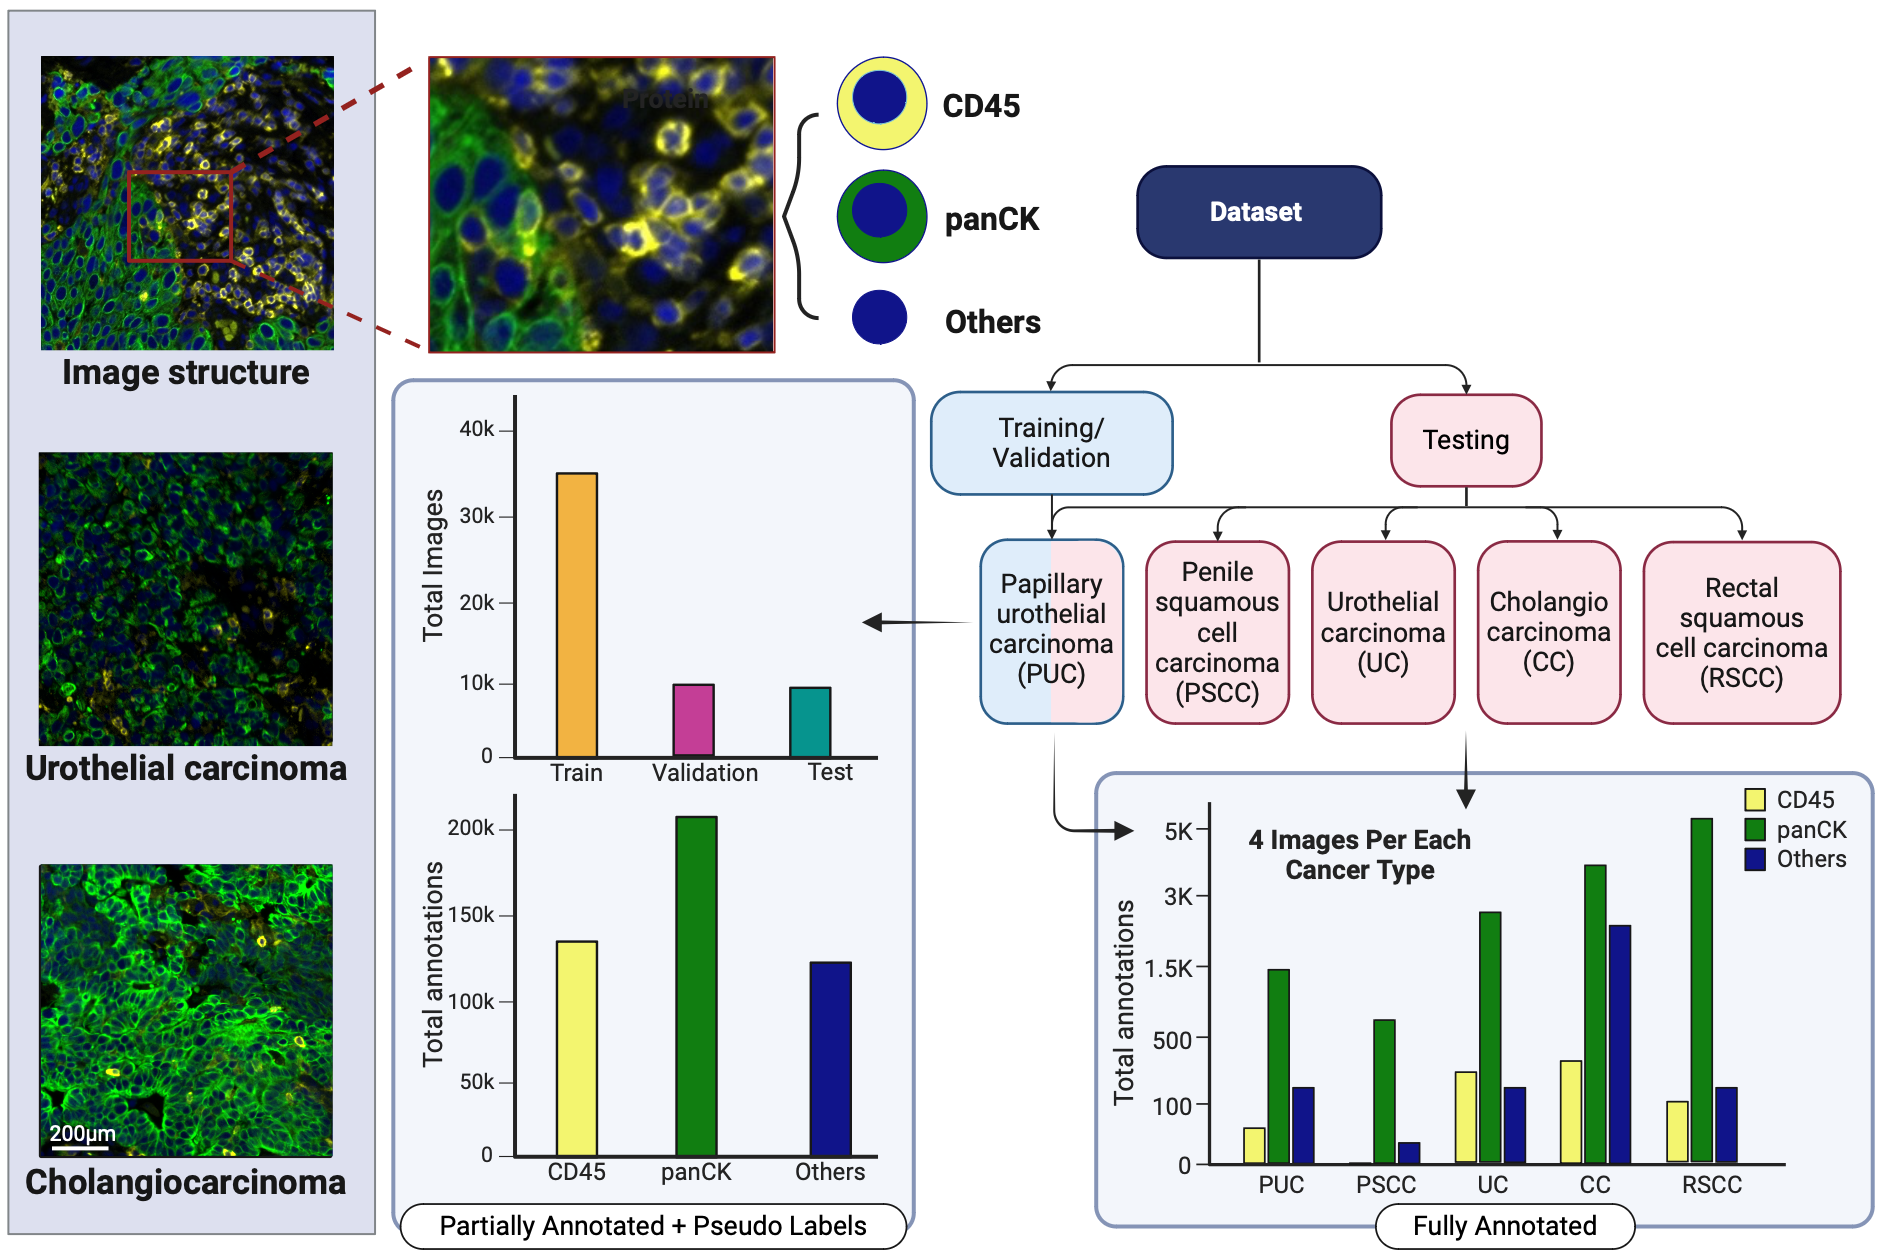 Image structure
Urothelial carcinoma
200µm
Cholangiocarcinoma
Protein
CD45
panCK
Others
Dataset
Training/
Validation
Testing
Papillary
urothelial
carcinoma
(PUC)
Penile
squamous
cell
carcinoma
(PSCC)
Urothelial
carcinoma
(UC)
Cholangio
carcinoma
(CC)
Rectal
squamous
cell carcinoma
(RSCC)
Total Images
40k
30k
20k
10k
0
Train
Validation
Test
Total annotations
200k
150k
100k
50k
0
CD45
panCK
Others
Partially Annotated + Pseudo Labels
4 Images Per Each
Cancer Type
CD45
panCK
Others
Total annotations
5K
3K
1.5K
500
100
0
PUC
PSCC
UC
CC
RSCC
Fully Annotated